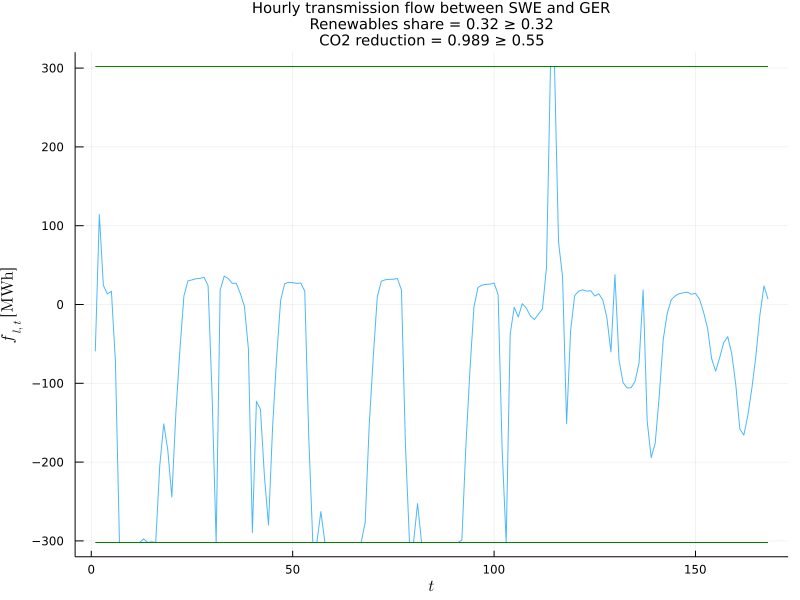 Hourly transmission flow between SWE and GER
Renewables share = 0.32 ≥ 0.32
CO2 reduction = 0.989 ≥ 0.55
300
200
100
0
−100
−200
−300
f l,t [MWh]
0
50
100
150
t